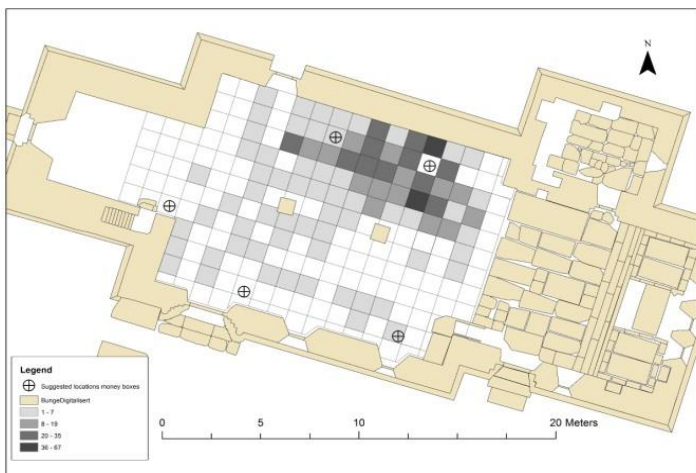 N
Legend
Suggested locations money boxes
BungeDigitalisert
1 - 7
8 - 19
20 - 35
36 - 67
0 5 10 20 Meters